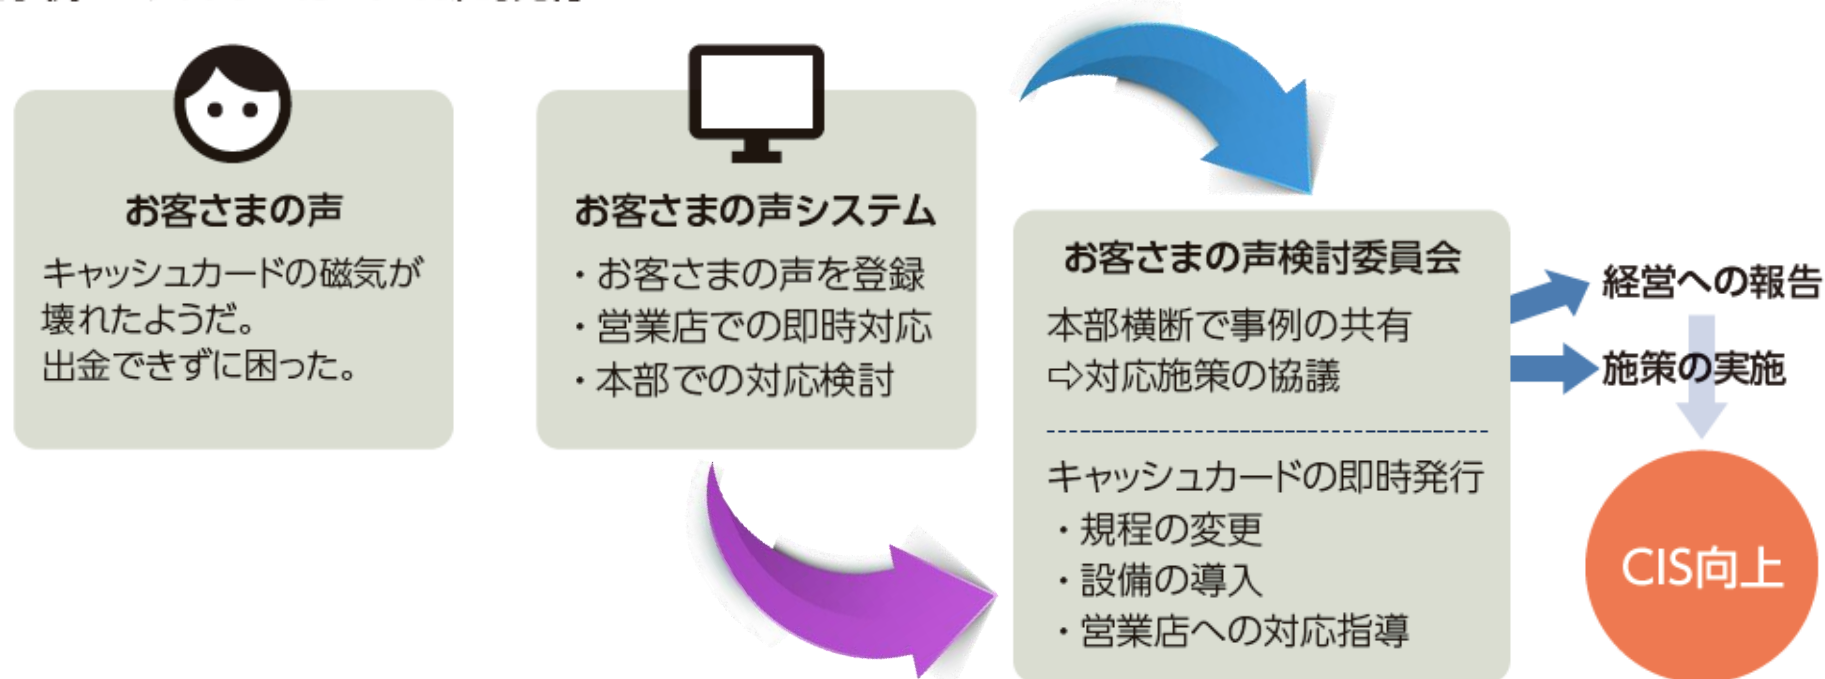 お客さまの声
キャッシュカードの磁気が
壊れたようだ。
出金できずに困った。
お客さまの声システム
・お客さまの声を登録
・営業店での即時対応
・本部での対応検討
お客さまの声検討委員会
本部横断で事例の共有
⇨対応施策の協議
キャッシュカードの即時発行
・規程の変更
・設備の導入
・営業店への対応指導
経営への報告
施策の実施
CIS向上